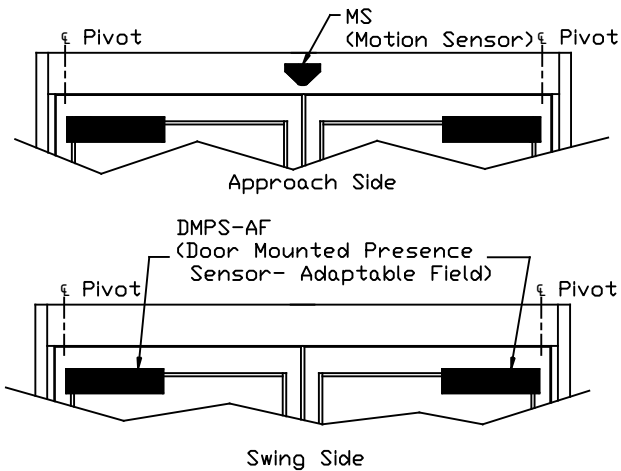 MS
(Motion Sensor)
℄ Pivot
℄ Pivot
Approach Side
DMPS-AF
(Door Mounted Presence
Sensor- Adaptable Field)
℄ Pivot
℄ Pivot
Swing Side